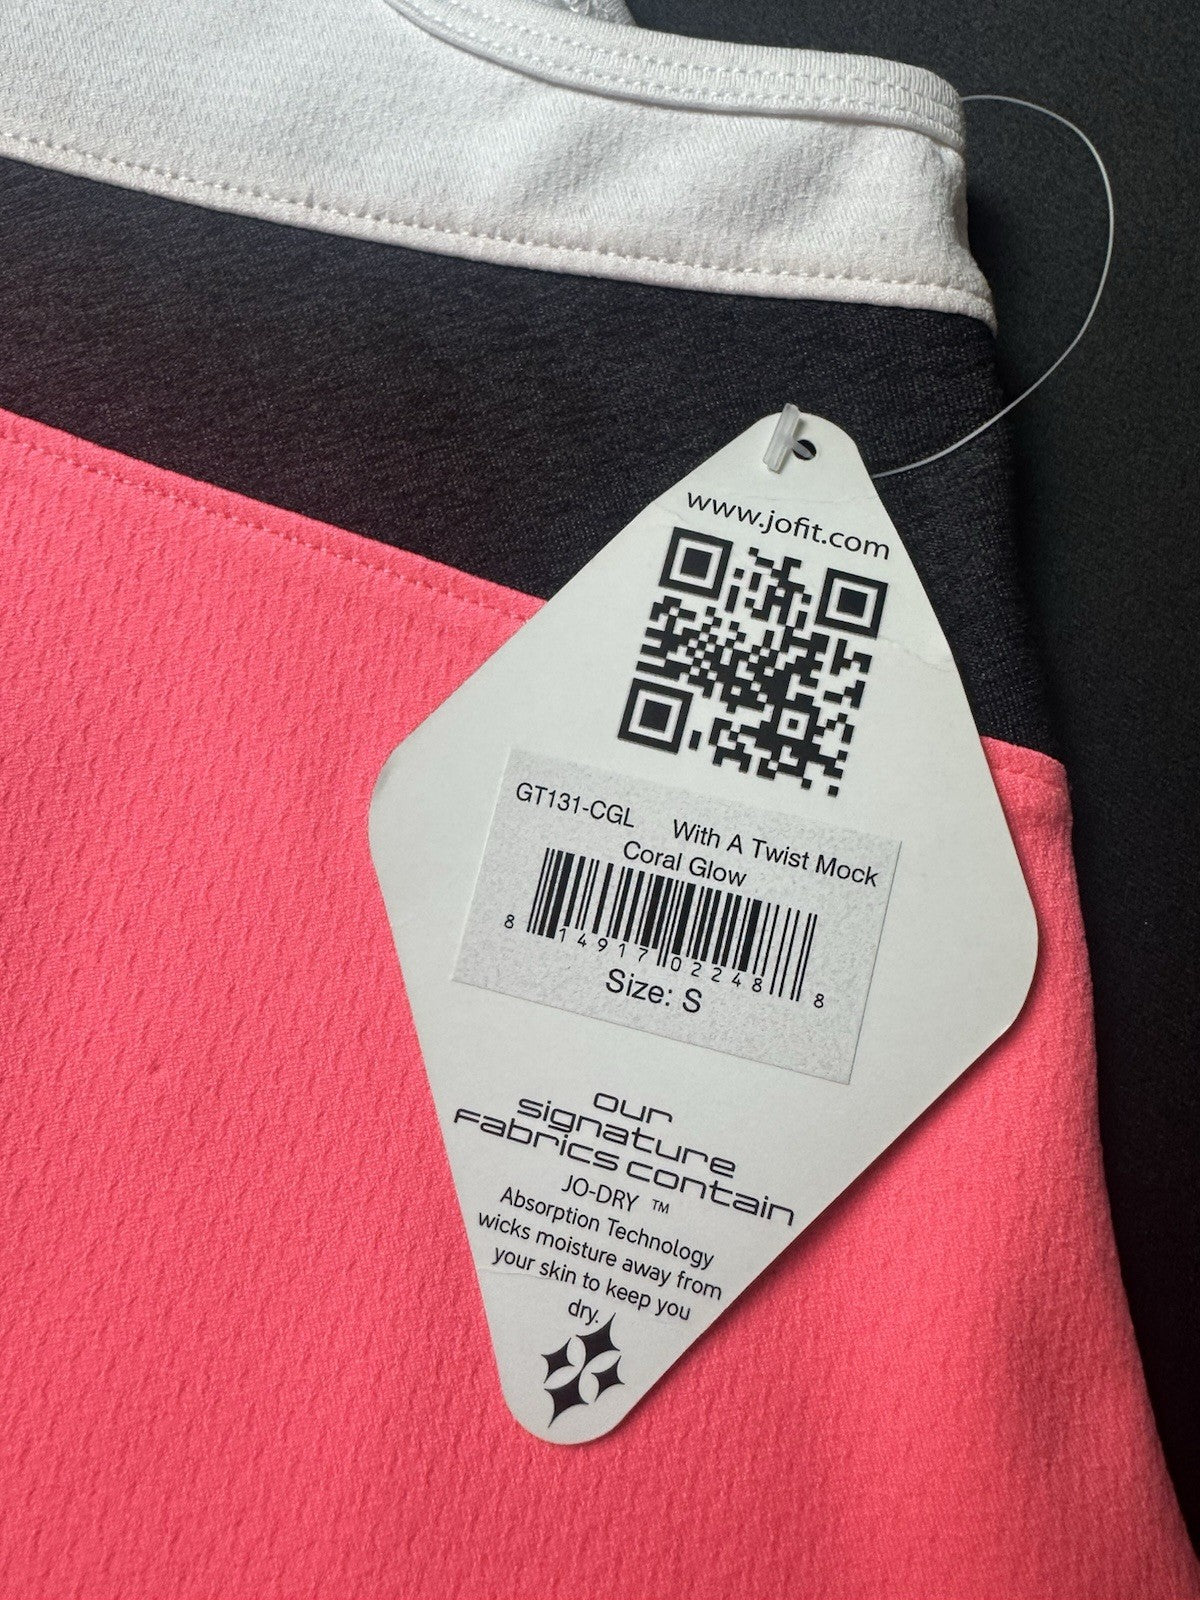 www.jofit.com
GT131-CGL With A Twist Mock
Coral Glow
8 14917 02248 8
Size: S
our
signature
fabrics contain
JO-DRY ™
Absorption Technology
wicks moisture away from
your skin to keep you
dry.